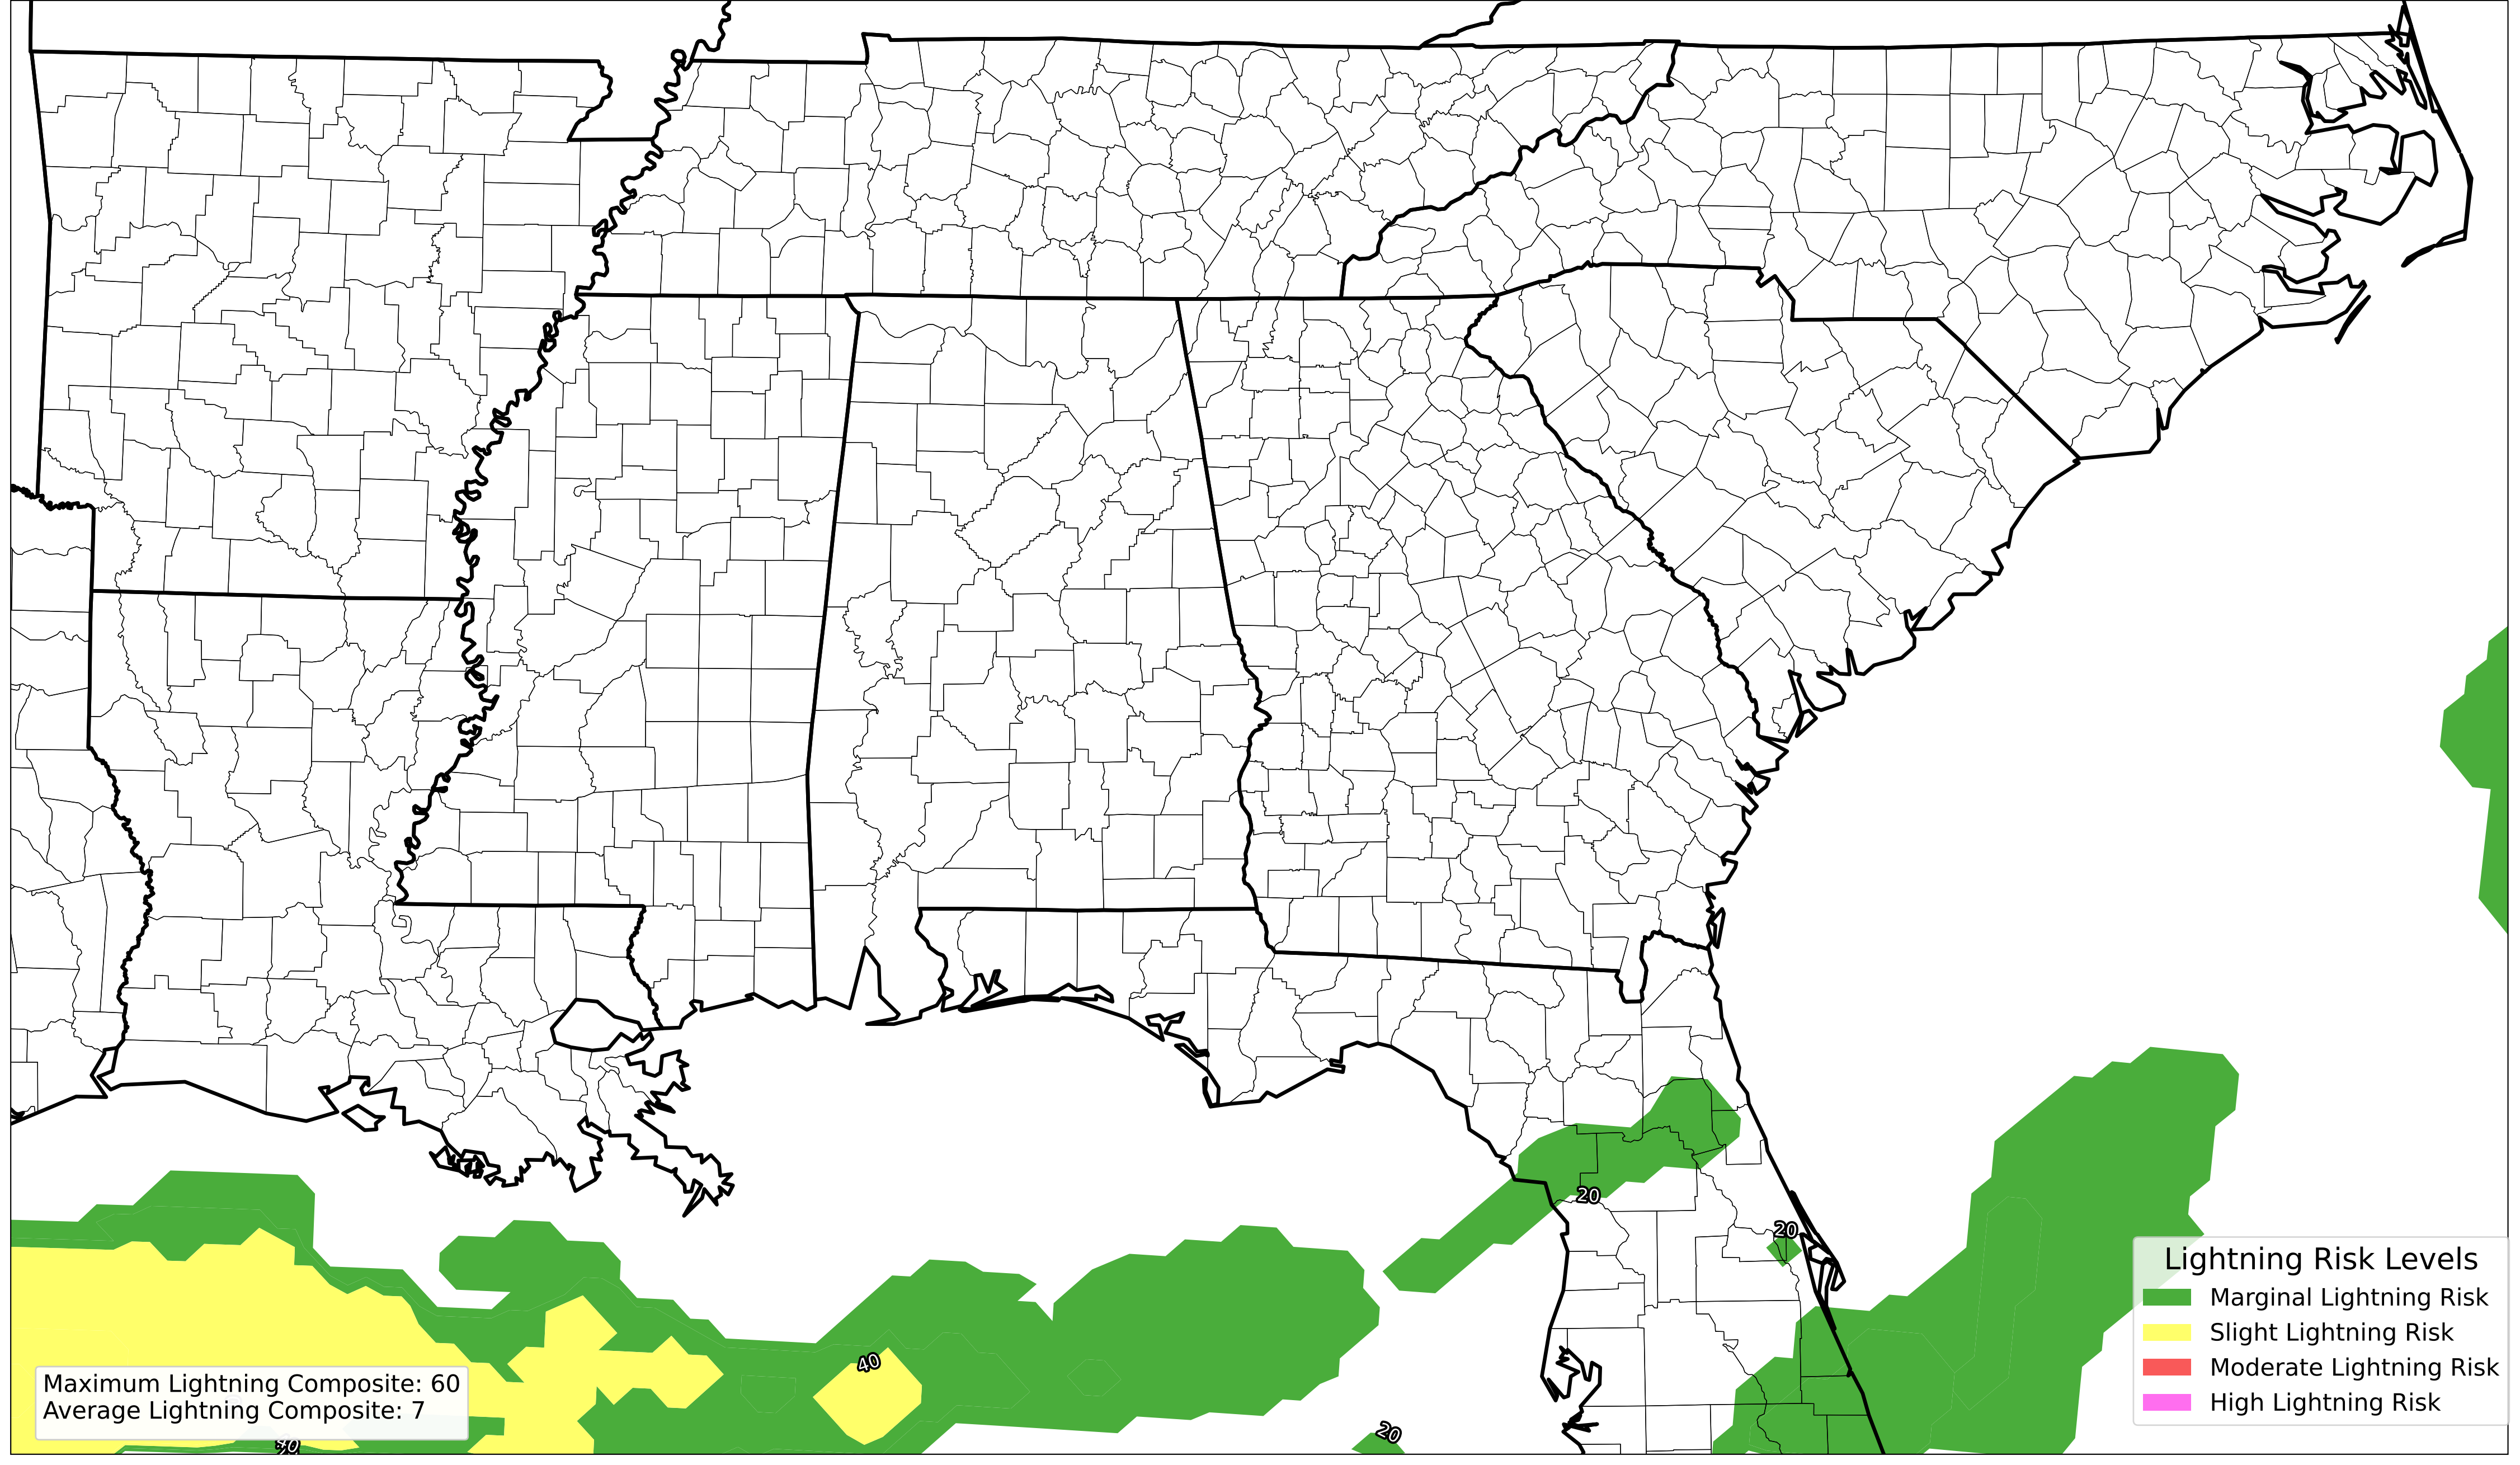 20
20
Lightning Risk Levels
Marginal Lightning Risk
Slight Lightning Risk
Moderate Lightning Risk
High Lightning Risk
40
Maximum Lightning Composite: 60
Average Lightning Composite: 7
20